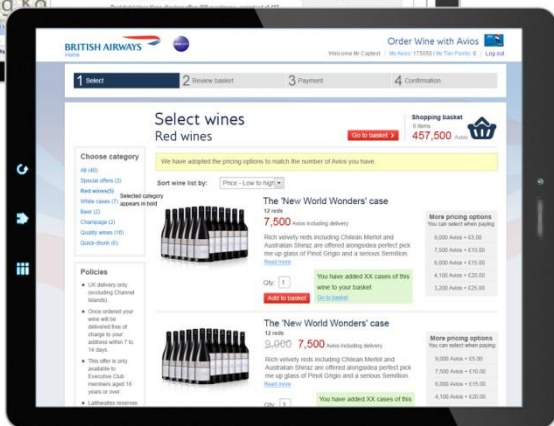 BRITISH AIRWAYS
Home
Order Wine with Avios
Welcome Mr Captest | My Avios: 175050 / My Tier Points: 0 | Log out
1 Select
2 Review basket
3 Payment
4 Confirmation
Select wines
Red wines
Go to basket
Shopping basket
6 items
457,500 Avios
Choose category
All (46)
Special offers (3)
Red wines(5)
White cases (7)
Beer (2)
Champagne (2)
Quality wines (10)
Quick drunk (6)
Selected category
appears in bold
We have adopted the pricing options to match the number of Avios you have.
Sort wine list by: Price - Low to high
The 'New World Wonders' case
12 reds
7,500 Avios including delivery
Rich velvety reds including Chilean Merlot and
Australian Shiraz are offered alongsidea perfect pick
me up glass of Pinot Grigio and a serious Semillion.
Read more
Qty: 1
Add to basket
You have added XX cases of this
wine to your basket
Go to basket
More pricing options
You can select when paying
9,000 Avios + £5.00
7,500 Avios + £10.00
6,000 Avios + £15.00
4,100 Avios + £20.00
3,200 Avios + £25.00
Policies
UK delivery only
(excluding Channel
Islands).
Once ordered your
wine will be
delivered free of
charge to your
address within 7 to
14 days.
This offer is only
available to
Executive Club
members aged 18
years or over.
Laithwaites reserves
The 'New World Wonders' case
12 reds
9,000 7,500 Avios including delivery
Rich velvety reds including Chilean Merlot and
Australian Shiraz are offered alongsidea perfect pick
me up glass of Pinot Grigio and a serious Semillion.
Read more
Qty: 1
You have added XX cases of this
More pricing options
You can select when paying
9,000 Avios + £5.00
7,500 Avios + £10.00
6,000 Avios + £15.00
4,100 Avios + £20.00